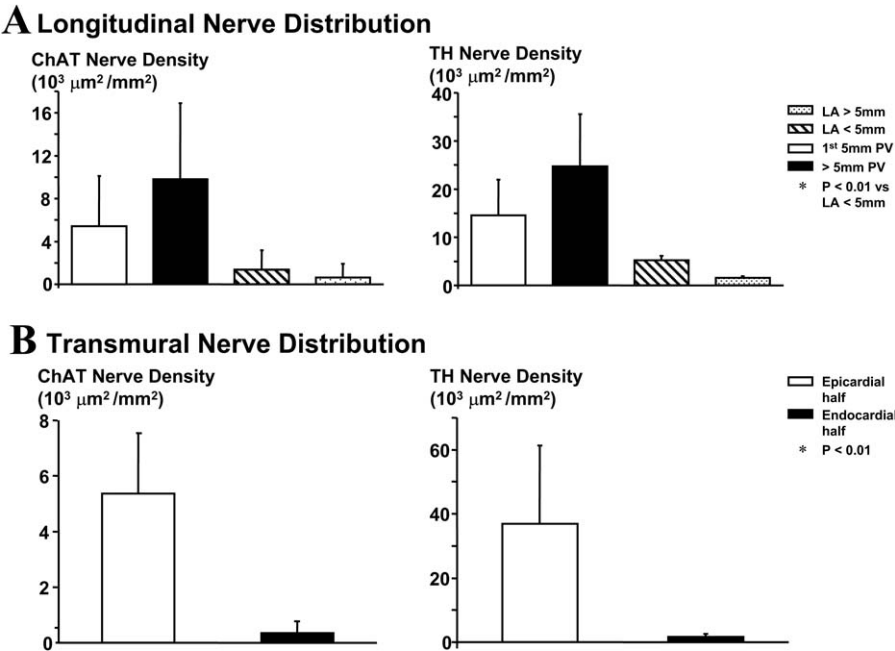 A Longitudinal Nerve Distribution
ChAT Nerve Density
(10³ μm²/mm²)
16
12
8
4
0
TH Nerve Density
(10³ μm²/mm²)
40
30
20
10
0
LA > 5mm
LA < 5mm
1st 5mm PV
> 5mm PV
* P < 0.01 vs
LA < 5mm
B Transmural Nerve Distribution
ChAT Nerve Density
(10³ μm²/mm²)
8
6
4
2
0
TH Nerve Density
(10³ μm²/mm²)
60
40
20
0
Epicardial
half
Endocardial
half
* P < 0.01